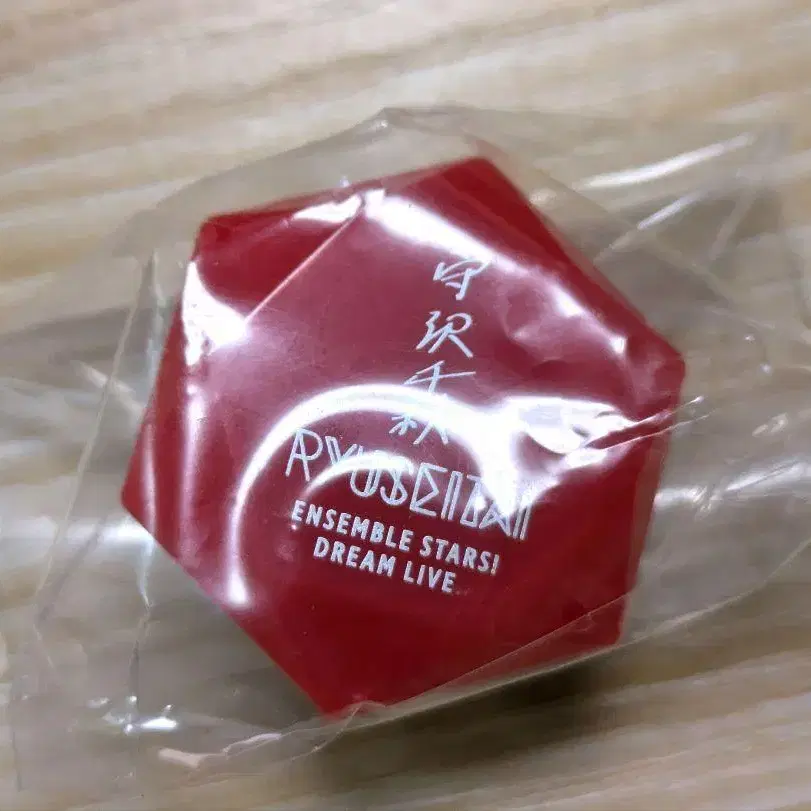 守沢千秋
RYUSEITAI
ENSEMBLE STARS!
DREAM LIVE